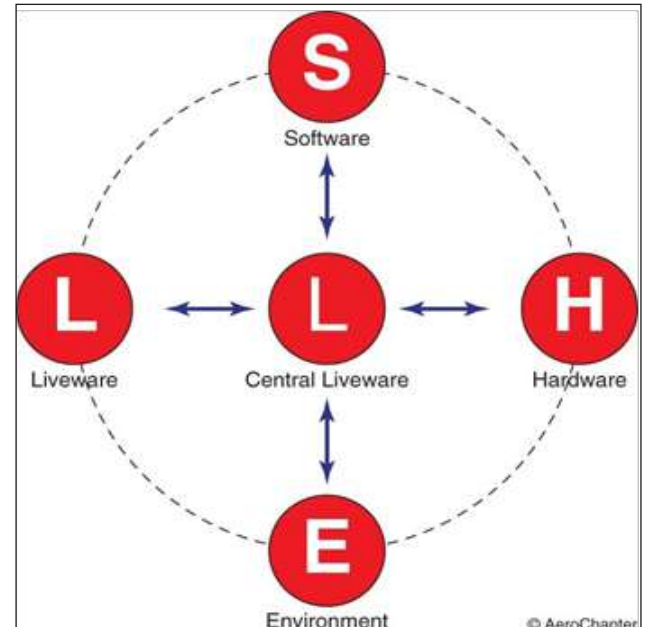 S
Software
L L H
Liveware Central Liveware Hardware
E
Environment
© AeroChapter